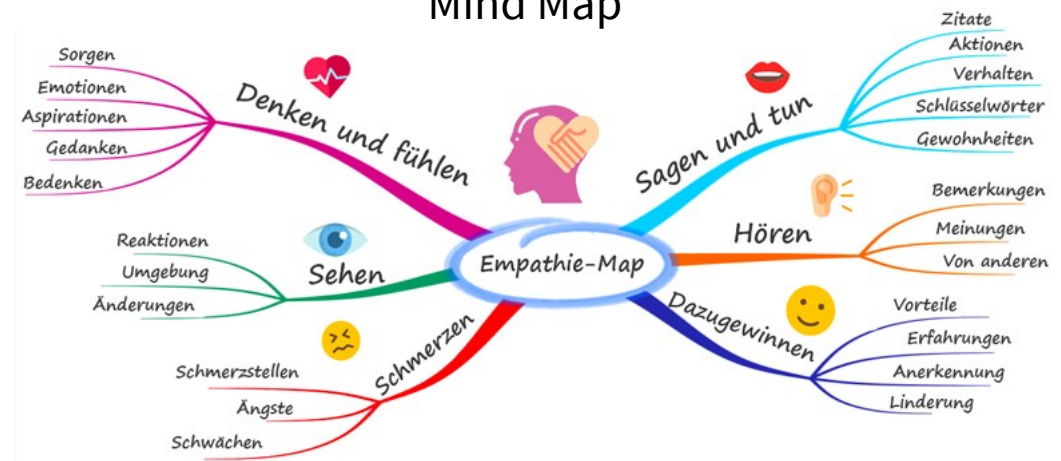 Mind Map
Denken und fühlen
Sorgen
Emotionen
Aspirationen
Gedanken
Bedenken
Sehen
Reaktionen
Umgebung
Änderungen
Schmerzen
Schmerzstellen
Ängste
Schwächen
Empathie-Map
Sagen und tun
Zitate
Aktionen
Verhalten
Schlüsselwörter
Gewohnheiten
Hören
Bemerkungen
Meinungen
Von anderen
Dazugewinnen
Vorteile
Erfahrungen
Anerkennung
Linderung